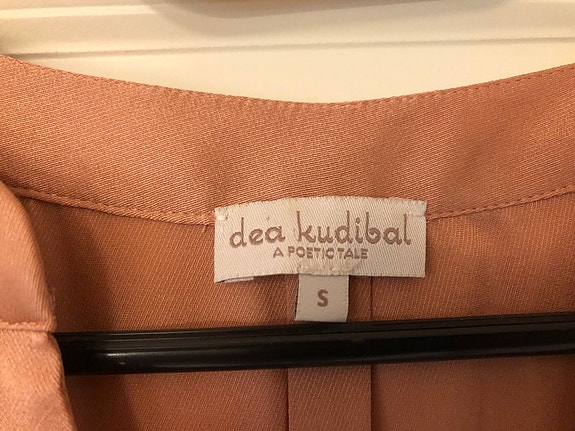 dea kudibal
A POETIC TALE
S